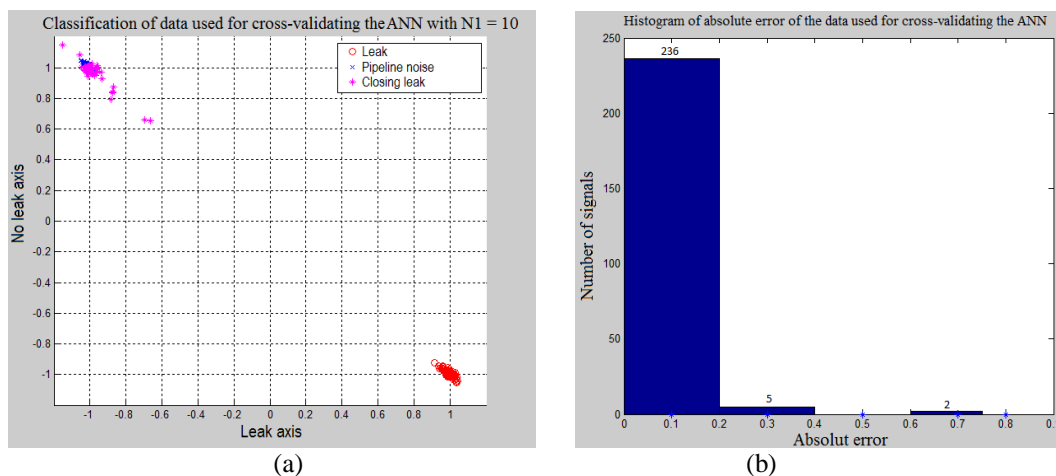 Classification of data used for cross-validating the ANN with N1 = 10
Leak
Pipeline noise
Closing leak
1
0.8
0.6
0.4
0.2
0
-0.2
-0.4
-0.6
-0.8
-1
No leak axis
-1 -0.8 -0.6 -0.4 -0.2 0 0.2 0.4 0.6 0.8 1
Leak axis
(a)
Histogram of absolute error of the data used for cross-validating the ANN
250
200
150
100
50
0
Number of signals
236
5
2
0 0.1 0.2 0.3 0.4 0.5 0.6 0.7 0.8 0.9
Absolut error
(b)